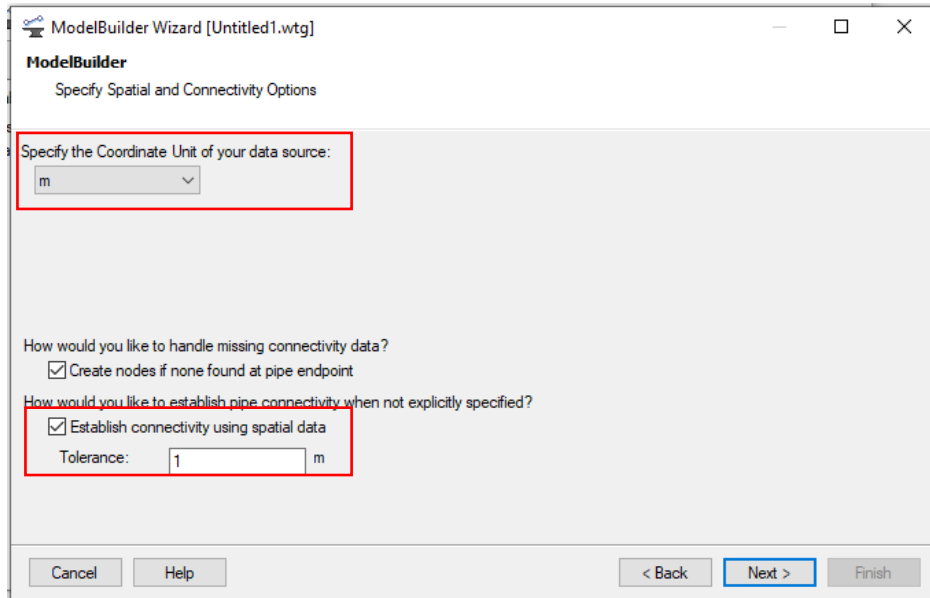 ModelBuilder Wizard [Untitled1.wtg]
ModelBuilder
Specify Spatial and Connectivity Options
Specify the Coordinate Unit of your data source:
m
How would you like to handle missing connectivity data?
Create nodes if none found at pipe endpoint
How would you like to establish pipe connectivity when not explicitly specified?
Establish connectivity using spatial data
Tolerance: 1 m
Cancel Help < Back Next > Finish